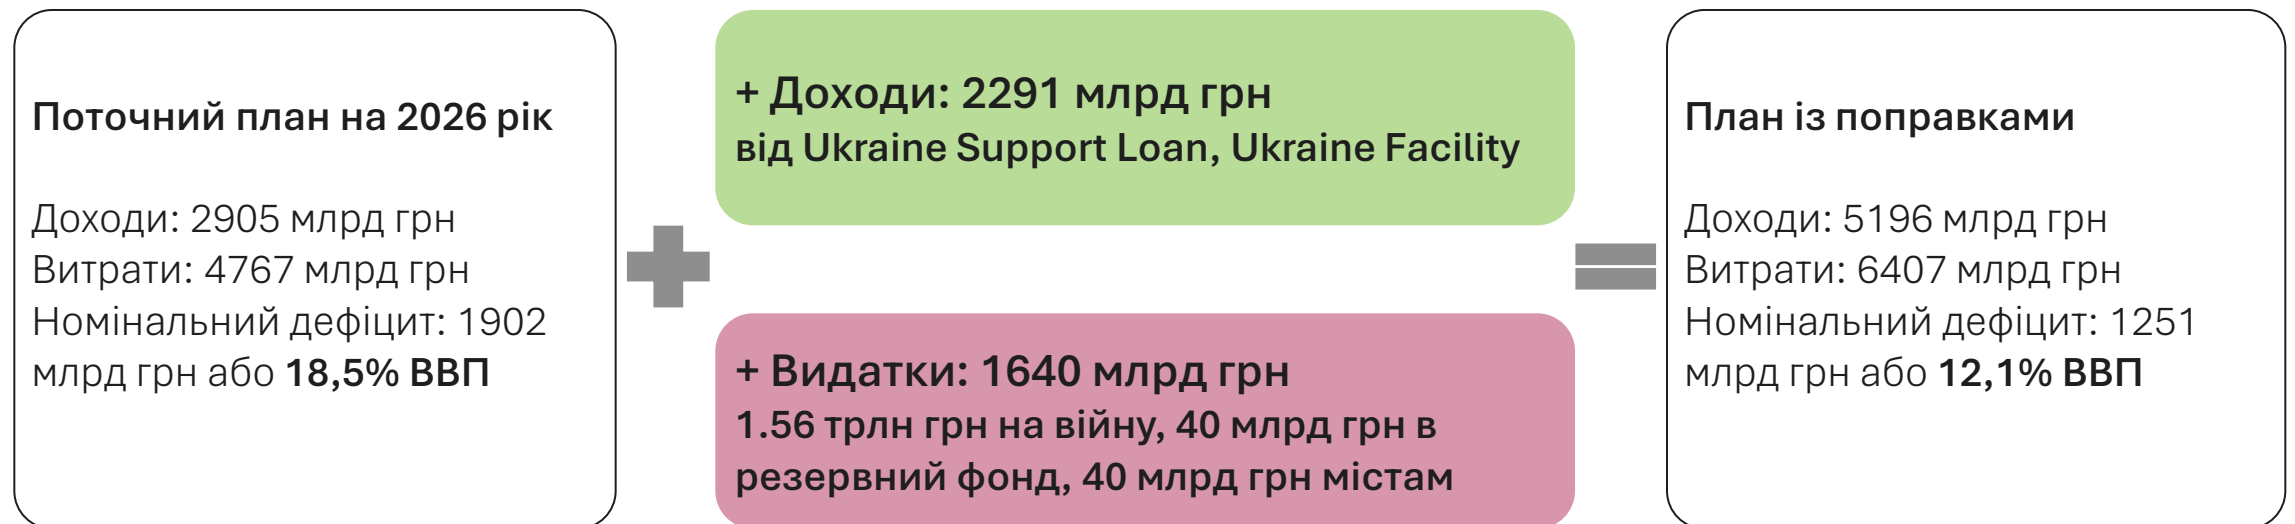 Поточний план на 2026 рік
Доходи: 2905 млрд грн
Витрати: 4767 млрд грн
Номінальний дефіцит: 1902
млрд грн або 18,5% ВВП
+ Доходи: 2291 млрд грн
від Ukraine Support Loan, Ukraine Facility
+ Видатки: 1640 млрд грн
1.56 трлн грн на війну, 40 млрд грн в
резервний фонд, 40 млрд грн містам
План із поправками
Доходи: 5196 млрд грн
Витрати: 6407 млрд грн
Номінальний дефіцит: 1251
млрд грн або 12,1% ВВП